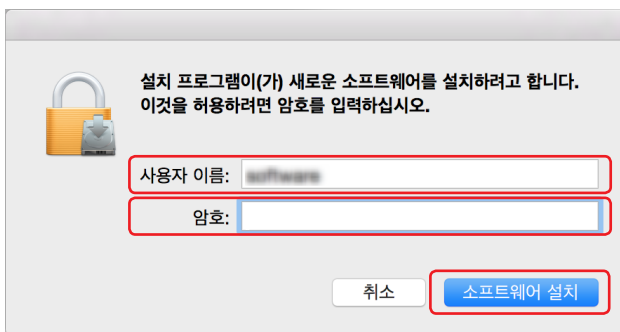 설치 프로그램이(가) 새로운 소프트웨어를 설치하려고 합니다.
이것을 허용하려면 암호를 입력하십시오.
사용자 이름:
암호:
취소
소프트웨어 설치